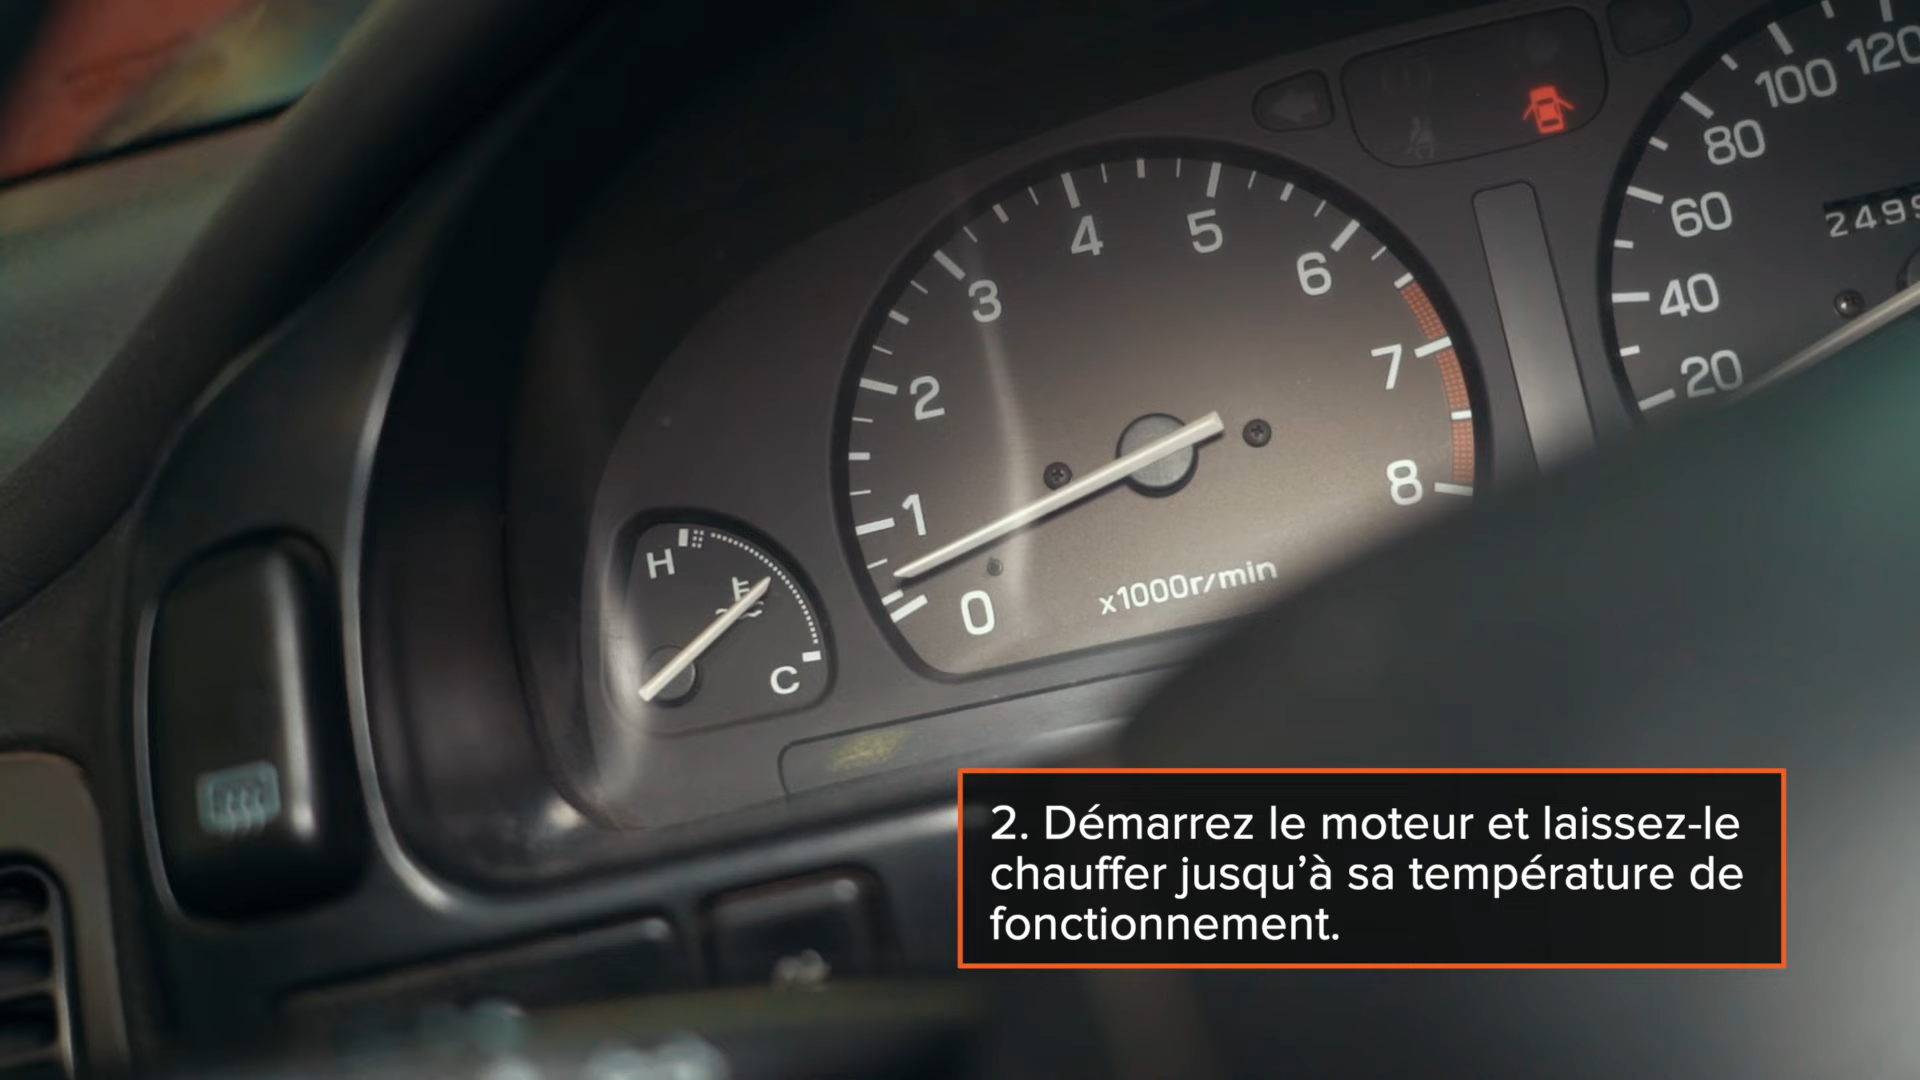 100 120
80
60
2499
40
20
4 5
3 6
2 7
1 8
0
x1000r/min
H
C
2. Démarrez le moteur et laissez-le
chauffer jusqu'à sa température de
fonctionnement.